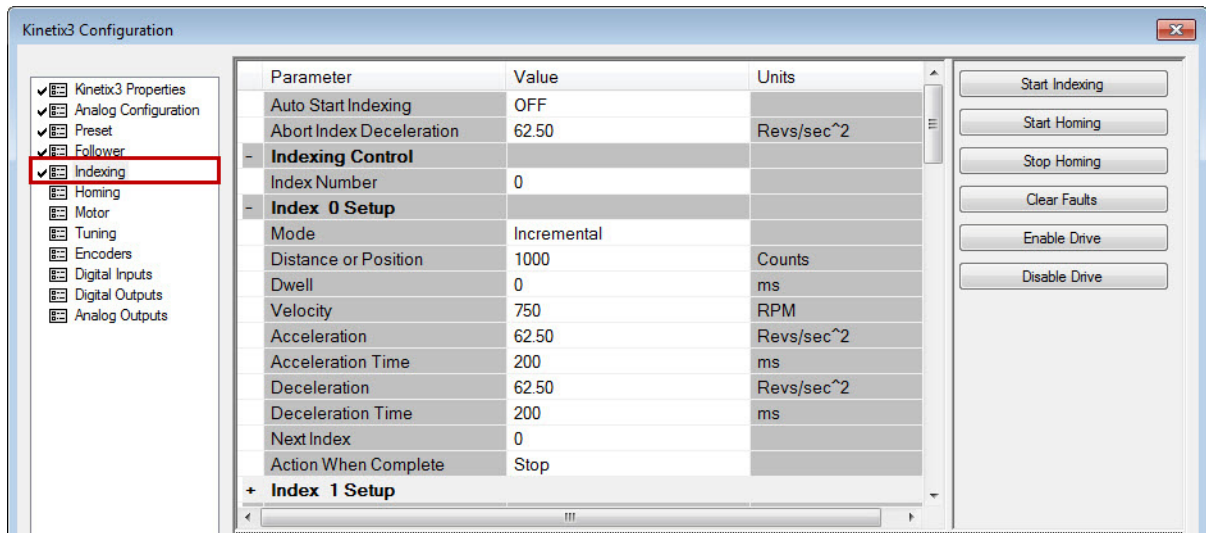 Kinetix3 Configuration
Kinetix3 Properties
Analog Configuration
Preset
Follower
Indexing
Homing
Motor
Tuning
Encoders
Digital Inputs
Digital Outputs
Analog Outputs
Parameter Value Units
Auto Start Indexing OFF
Abort Index Deceleration 62.50 Revs/sec^2
- Indexing Control
Index Number 0
- Index 0 Setup
Mode Incremental
Distance or Position 1000 Counts
Dwell 0 ms
Velocity 750 RPM
Acceleration 62.50 Revs/sec^2
Acceleration Time 200 ms
Deceleration 62.50 Revs/sec^2
Deceleration Time 200 ms
Next Index 0
Action When Complete Stop
+ Index 1 Setup
Start Indexing
Start Homing
Stop Homing
Clear Faults
Enable Drive
Disable Drive